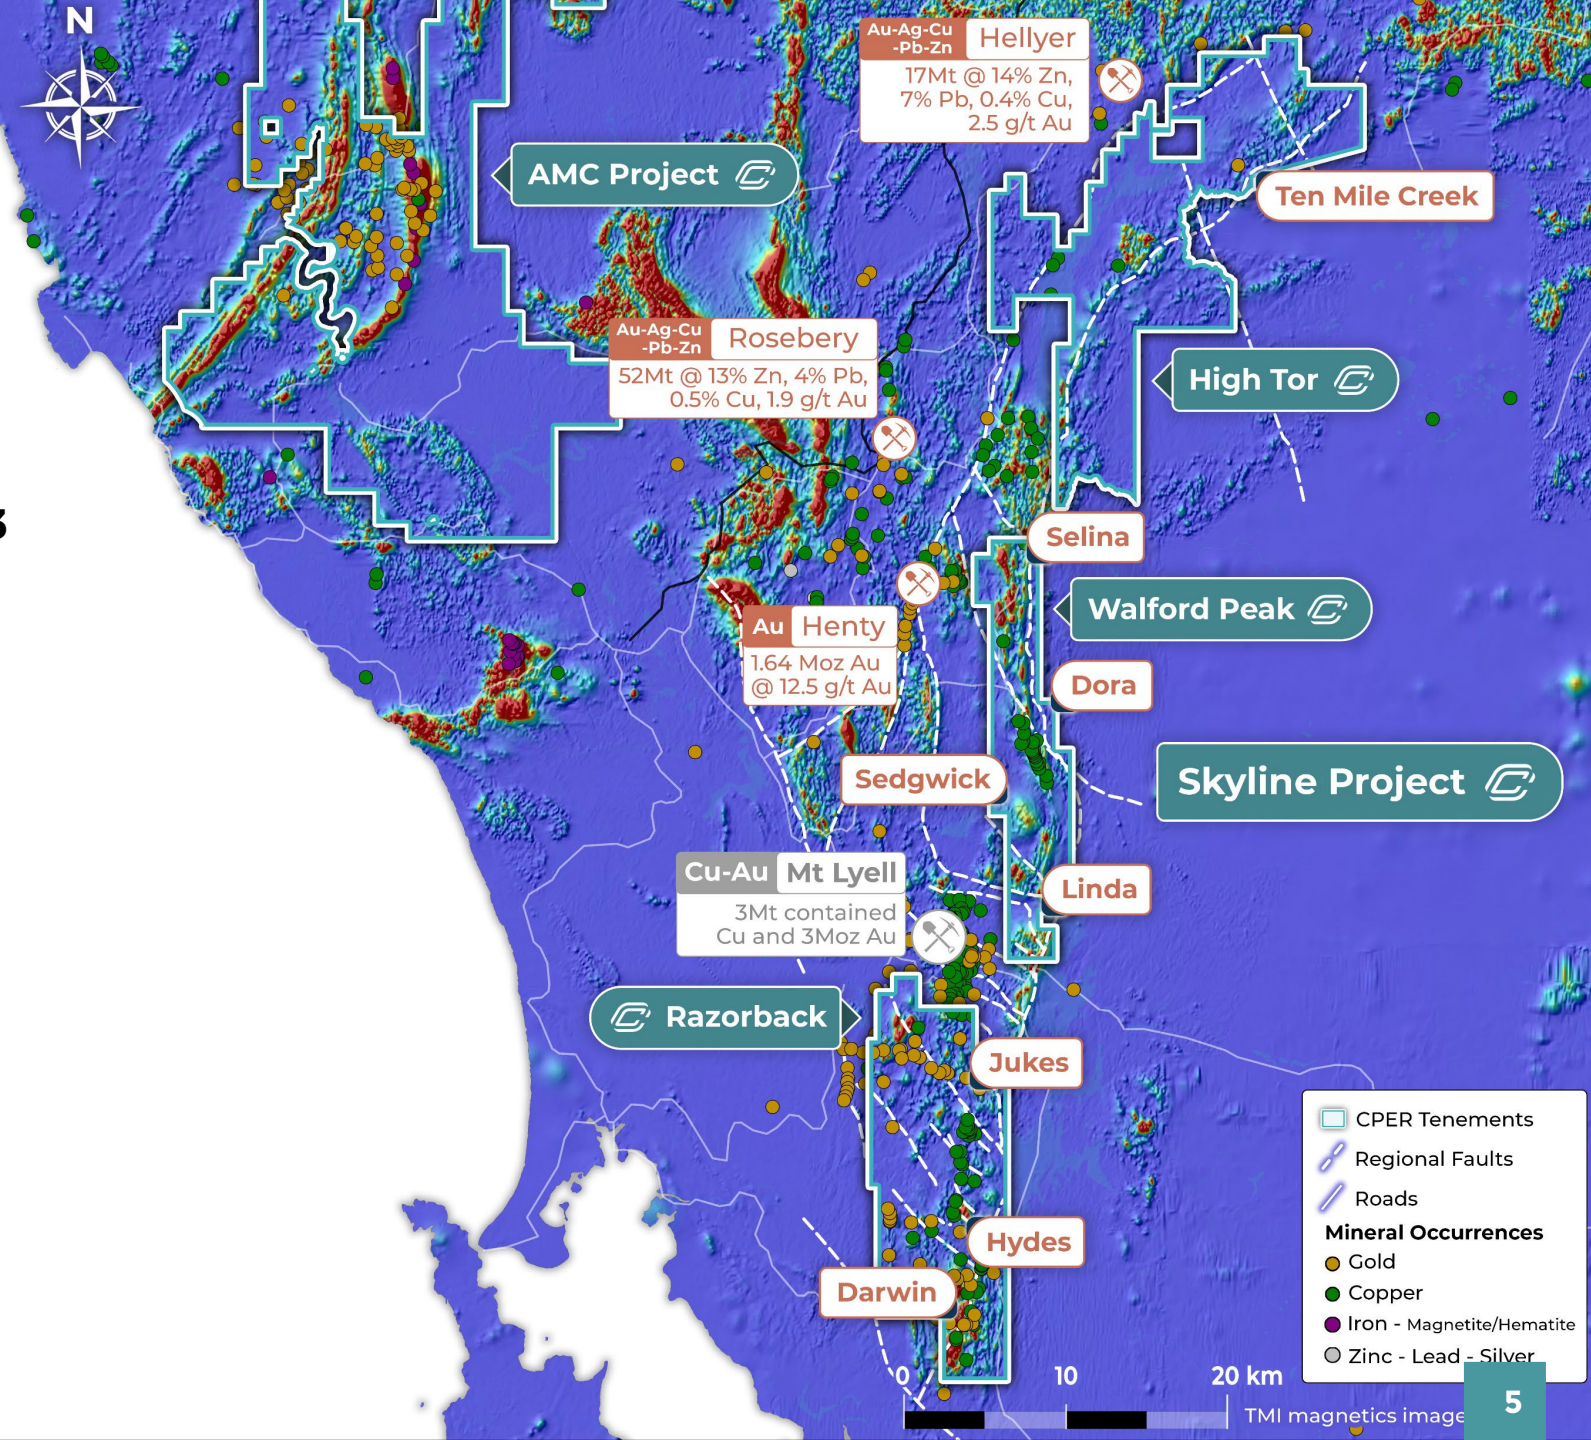 N
Au-Ag-Cu
-Pb-Zn
Hellyer
17Mt @ 14% Zn,
7% Pb, 0.4% Cu,
2.5 g/t Au
AMC Project
Ten Mile Creek
Au-Ag-Cu
-Pb-Zn
Rosebery
52Mt @ 13% Zn, 4% Pb,
0.5% Cu, 1.9 g/t Au
High Tor
3
Selina
Walford Peak
Au Henty
1.64 Moz Au
@ 12.5 g/t Au
Dora
Sedgwick
Skyline Project
Cu-Au Mt Lyell
3Mt contained
Cu and 3Moz Au
Linda
Razorback
Jukes
Hydes
Darwin
CPER Tenements
Regional Faults
Roads
Mineral Occurrences
Gold
Copper
Iron - Magnetite/Hematite
Zinc - Lead - Silver
0 10 20 km
TMI magnetics image
5